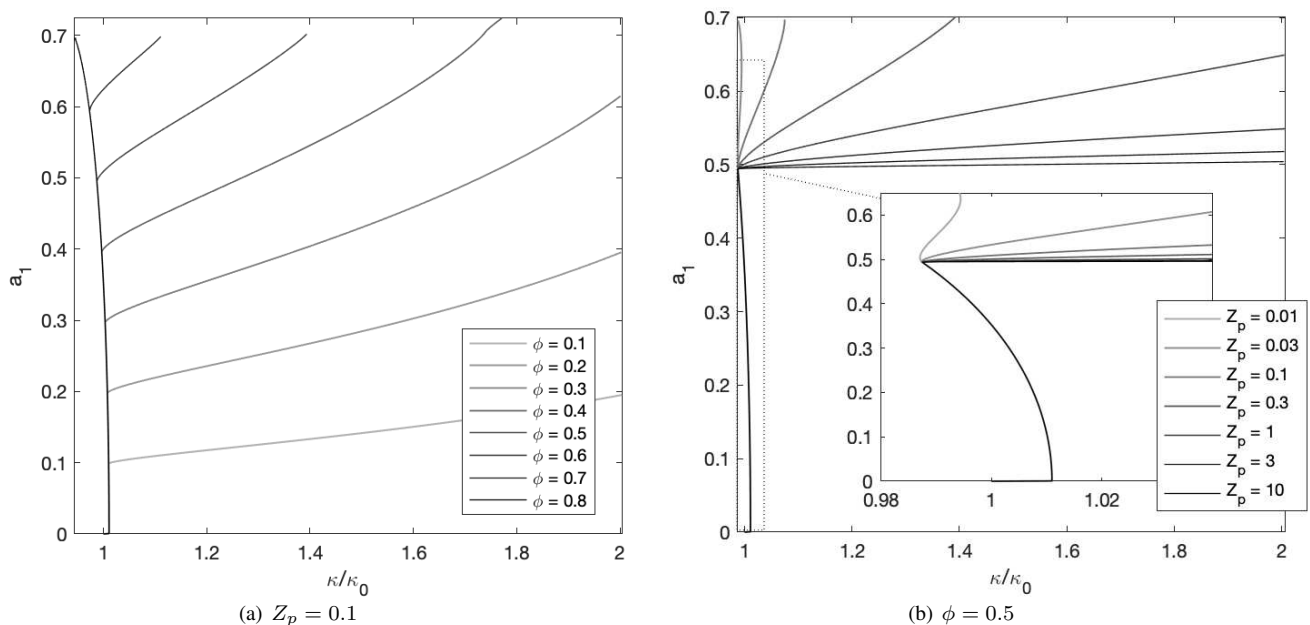 0.7
0.6
0.5
0.4
0.3
0.2
0.1
0
a₁
1
1.2
1.4
1.6
1.8
2
κ/κ₀
ϕ = 0.1
ϕ = 0.2
ϕ = 0.3
ϕ = 0.4
ϕ = 0.5
ϕ = 0.6
ϕ = 0.7
ϕ = 0.8
(a) Zₚ = 0.1
0.7
0.6
0.5
0.4
0.3
0.2
0.1
0
a₁
1
1.2
1.4
1.6
1.8
2
κ/κ₀
0.6
0.5
0.4
0.3
0.2
0.1
0
0.98
1
1.02
Zₚ = 0.01
Zₚ = 0.03
Zₚ = 0.1
Zₚ = 0.3
Zₚ = 1
Zₚ = 3
Zₚ = 10
(b) ϕ = 0.5